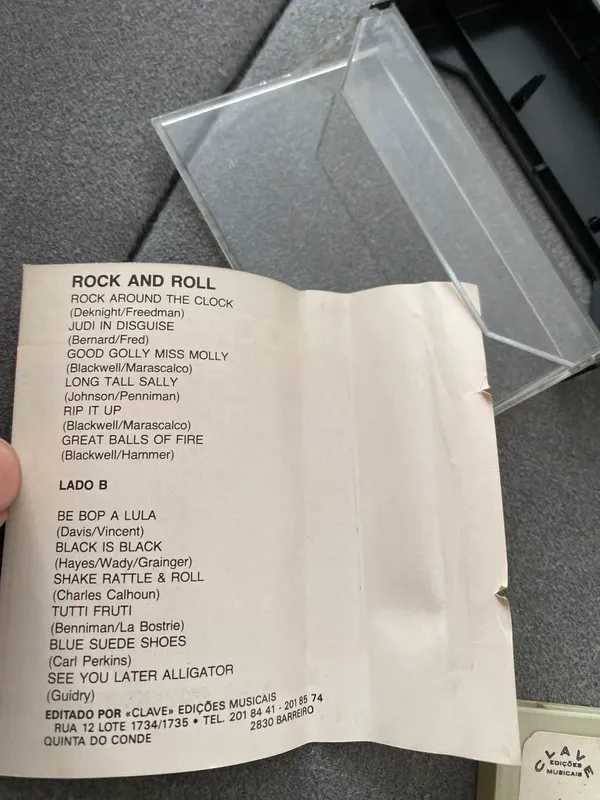 ROCK AND ROLL
ROCK AROUND THE CLOCK
(Deknight/Freedman)
JUDI IN DISGUISE
(Bernard/Fred)
GOOD GOLLY MISS MOLLY
(Blackwell/Marascalco)
LONG TALL SALLY
(Johnson/Penniman)
RIP IT UP
(Blackwell/Marascalco)
GREAT BALLS OF FIRE
(Blackwell/Hammer)
LADO B
BE BOP A LULA
(Davis/Vincent)
BLACK IS BLACK
(Hayes/Wady/Grainger)
SHAKE RATTLE & ROLL
(Charles Calhoun)
TUTTI FRUTI
(Benniman/La Bostrie)
BLUE SUEDE SHOES
(Carl Perkins)
SEE YOU LATER ALLIGATOR
(Guidry)
EDITADO POR «CLAVE» EDIÇÕES MUSICAIS
RUA 12 LOTE 1734/1735 • TEL. 201 84 41 - 201 85 74
QUINTA DO CONDE 2830 BARREIRO
CLAVE
EDIÇÕES
MUSICAIS